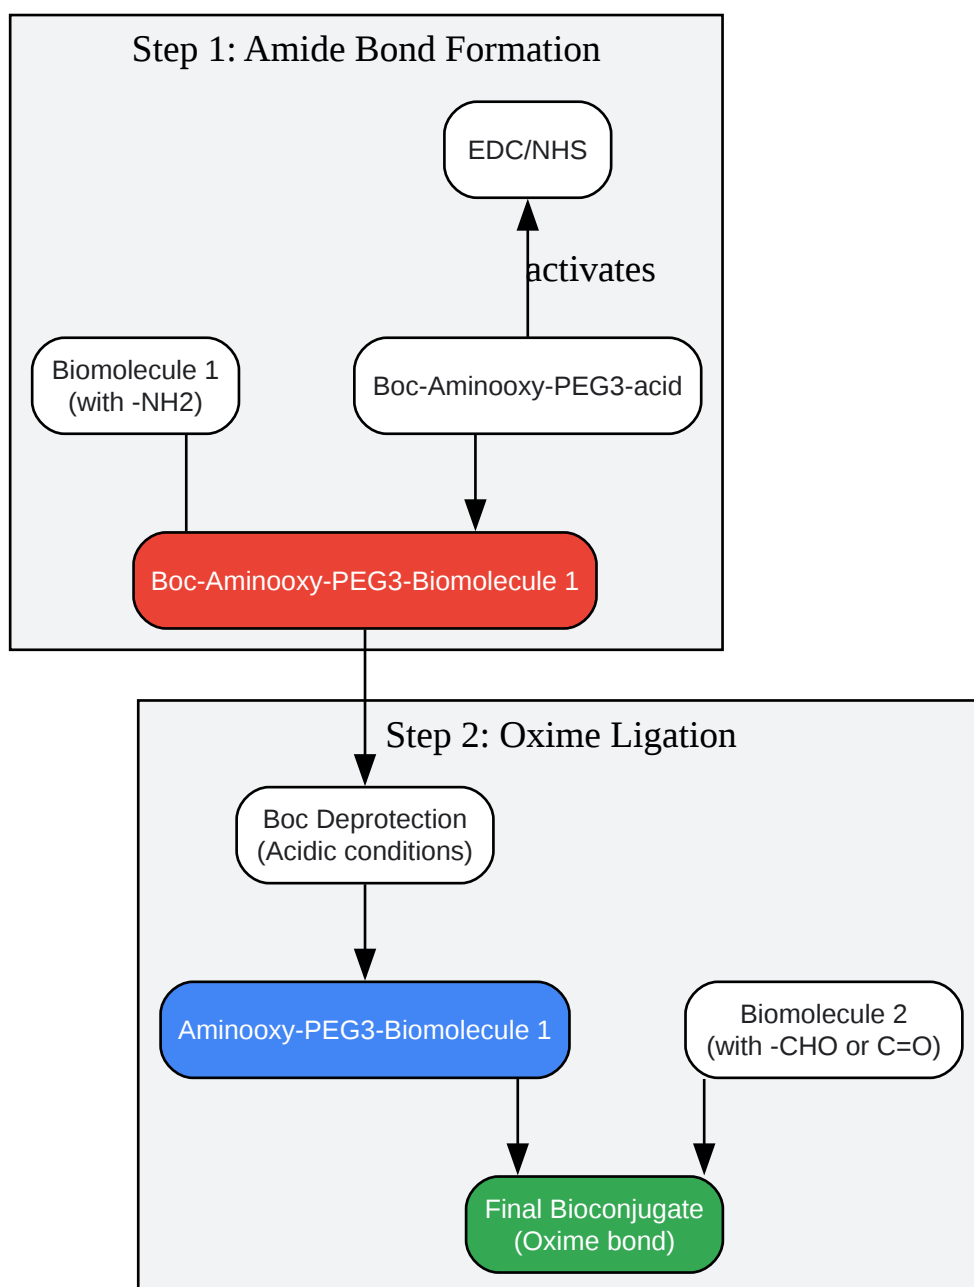 Step 1: Amide Bond Formation
EDC/NHS
activates
Biomolecule 1
(with -NH2)
Boc-Aminooxy-PEG3-acid
Boc-Aminooxy-PEG3-Biomolecule 1
Step 2: Oxime Ligation
Boc Deprotection
(Acidic conditions)
Aminooxy-PEG3-Biomolecule 1
Biomolecule 2
(with -CHO or C=O)
Final Bioconjugate
(Oxime bond)